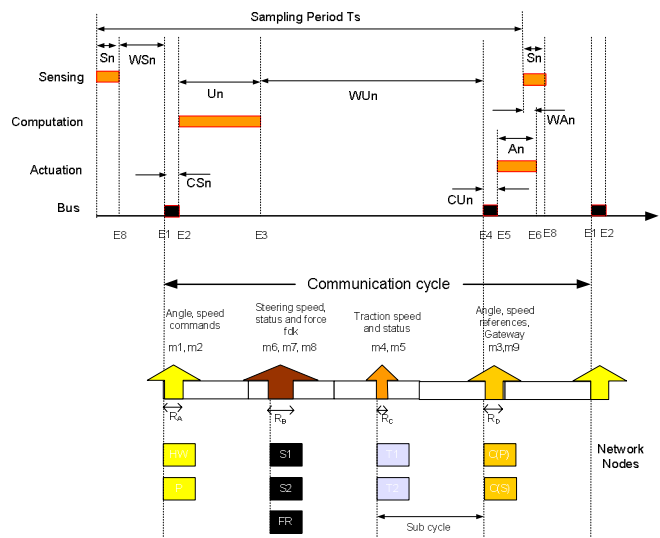 Sampling Period Ts
Sn
WSn
Sn
Sensing
Un
WUn
WAn
Computation
An
Actuation
CSn
CUn
Bus
E8
E1
E2
E3
E4
E5
E6
E8
E1
E2
Communication cycle
Angle, speed
commands
m1, m2
Steering speed,
status and force
fdk
m6, m7, m8
Traction speed
and status
m4, m5
Angle, speed
references,
Gateway
m3,m9
RA
RB
RC
RD
HW
S1
T1
C(P)
Network
Nodes
P
S2
T2
C(S)
FR
Sub cycle